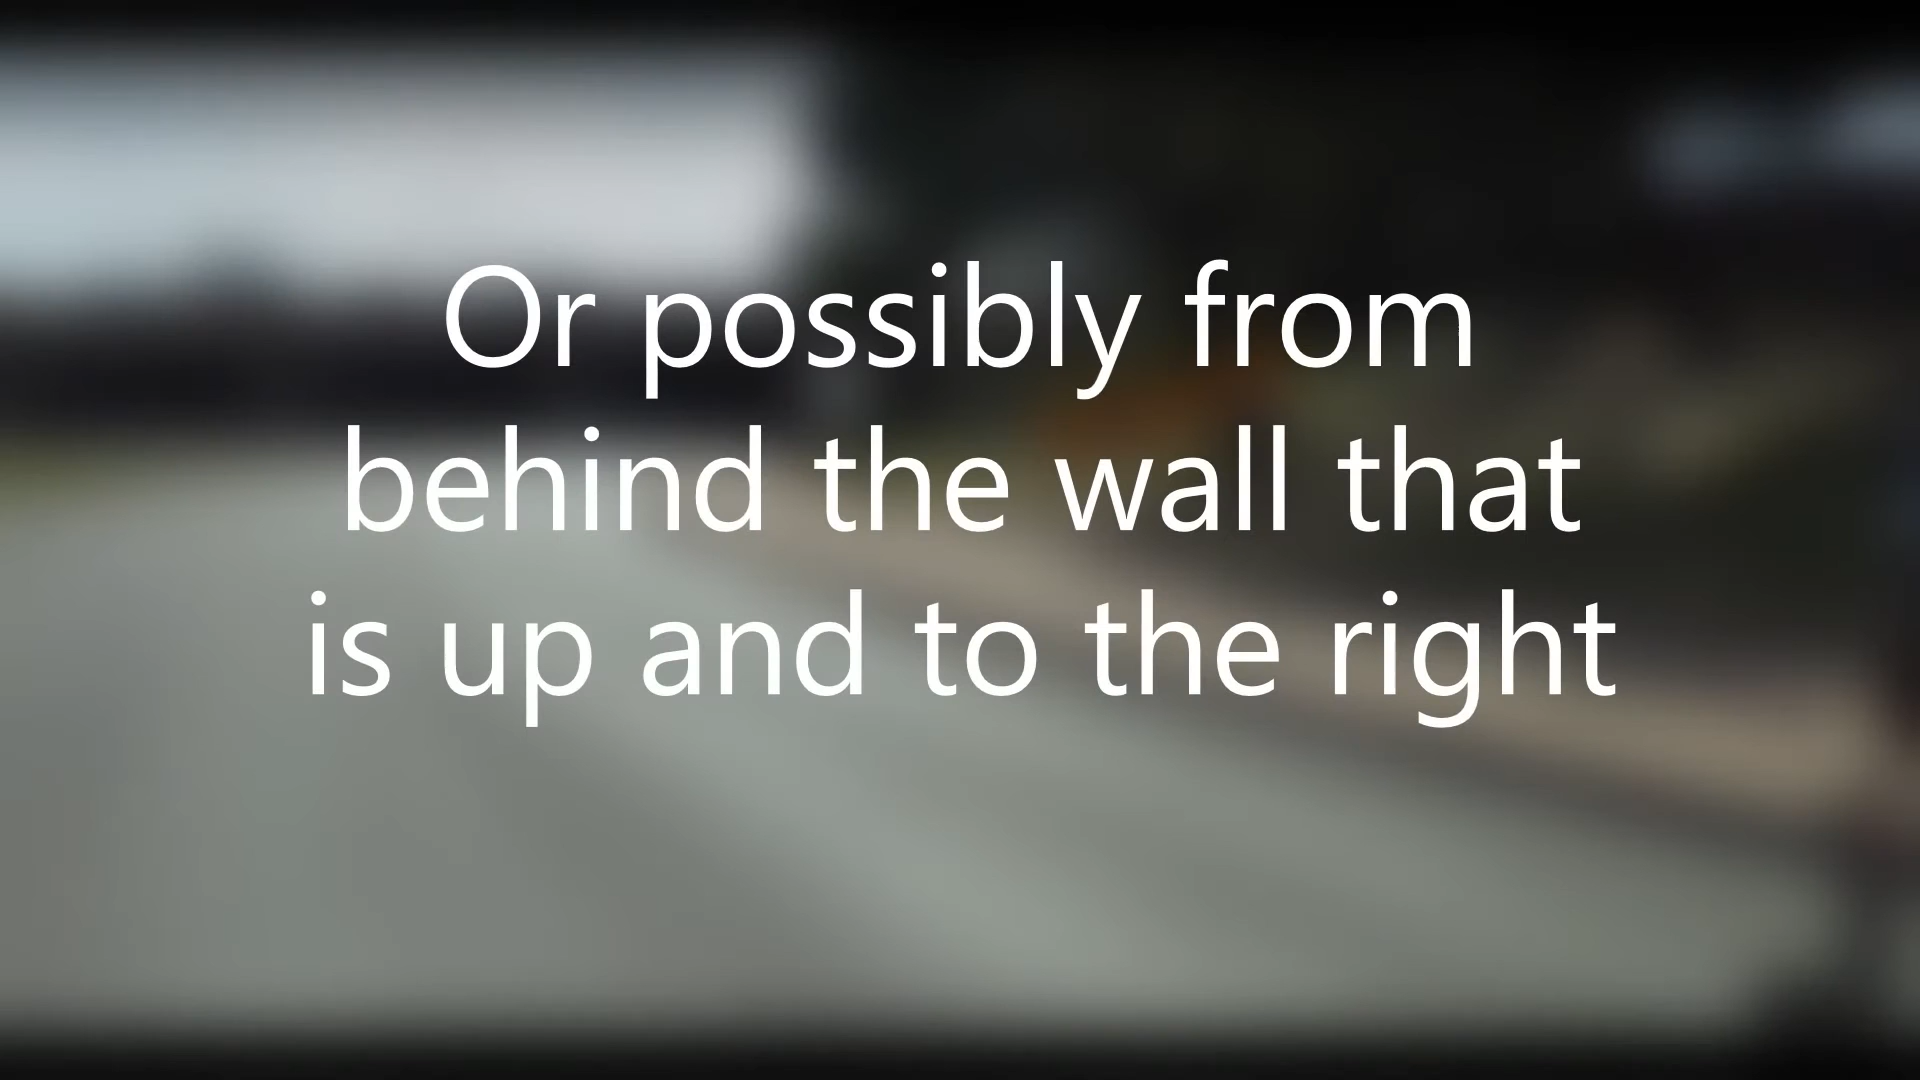 Or possibly from
behind the wall that
is up and to the right